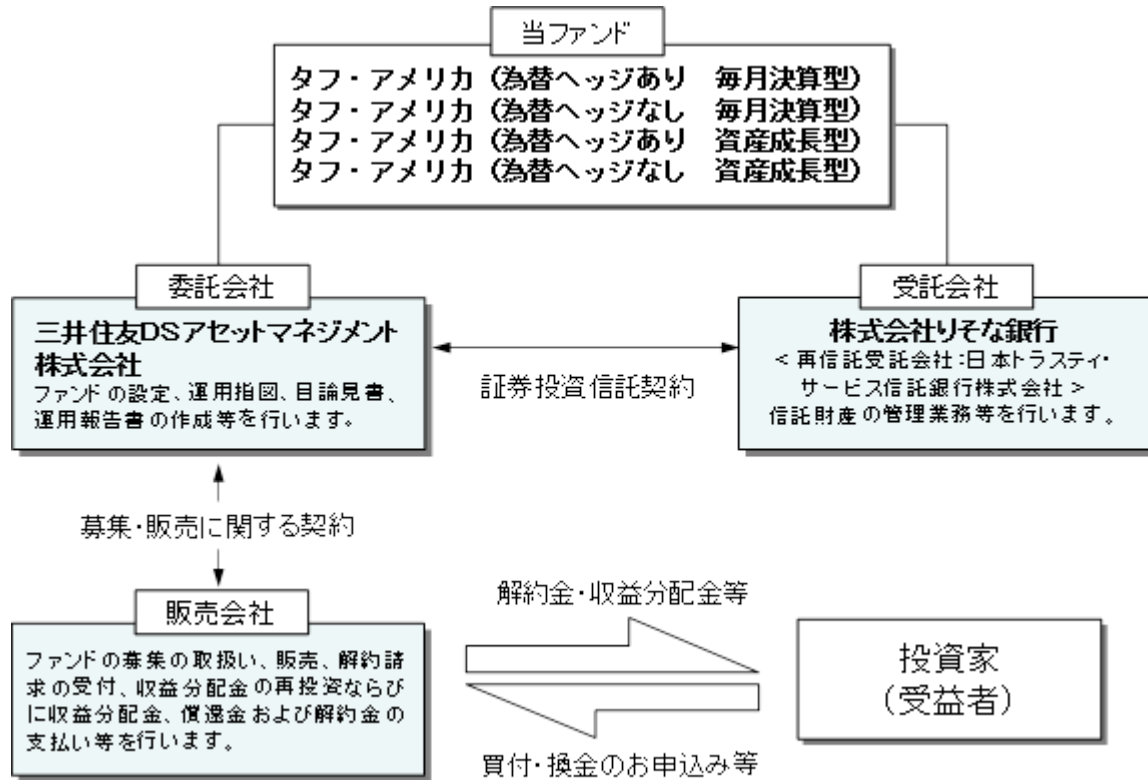 当ファンド
タフ・アメリカ（為替ヘッジあり　毎月決算型）
タフ・アメリカ（為替ヘッジなし　毎月決算型）
タフ・アメリカ（為替ヘッジあり　資産成長型）
タフ・アメリカ（為替ヘッジなし　資産成長型）
委託会社
三井住友DSアセットマネジメント
株式会社
ファンドの設定、運用指図、目論見書、
運用報告書の作成等を行います。
証券投資信託契約
受託会社
株式会社りそな銀行
＜再信託受託会社：日本トラスティ・
サービス信託銀行株式会社＞
信託財産の管理業務等を行います。
募集・販売に関する契約
販売会社
ファンドの募集の取扱い、販売、解約請
求の受付、収益分配金の再投資ならび
に収益分配金、償還金および解約金の
支払い等を行います。
解約金・収益分配金等
買付・換金のお申込み等
投資家
（受益者）